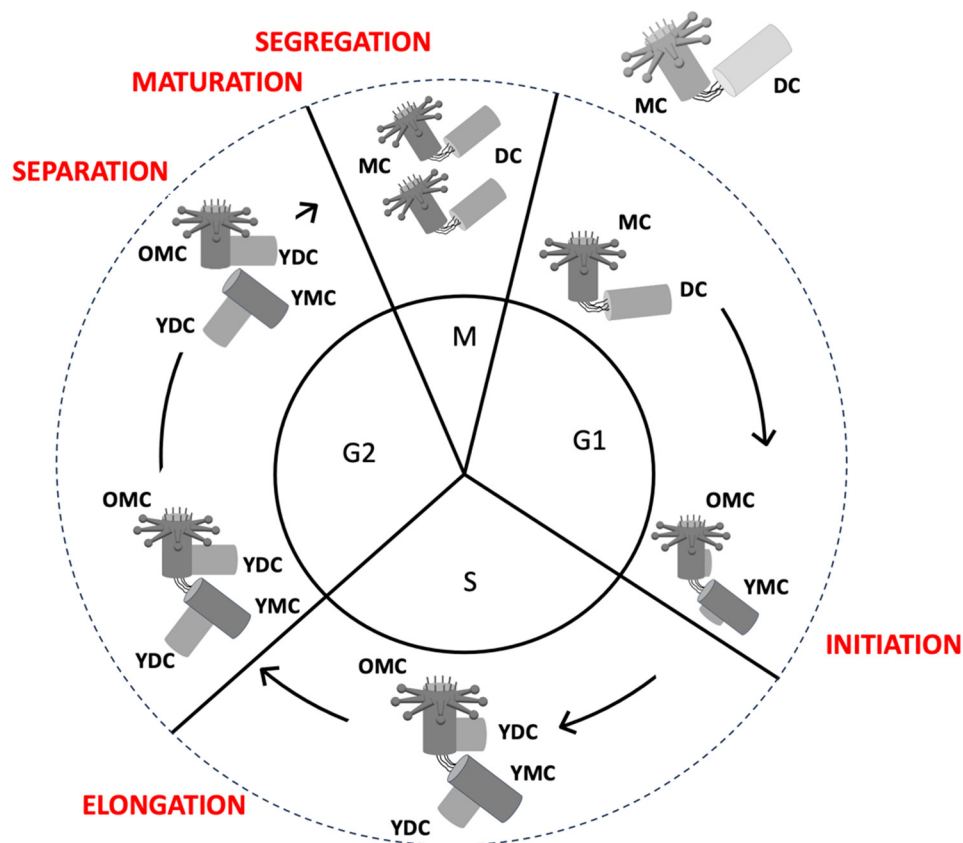 SEGREGATION
MATURATION
SEPARATION
MC
DC
MC
DC
MC
DC
OMC
YDC
YMC
YDC
M
G2
G1
S
OMC
YDC
YMC
YDC
OMC
YMC
INITIATION
OMC
YDC
YMC
YDC
ELONGATION